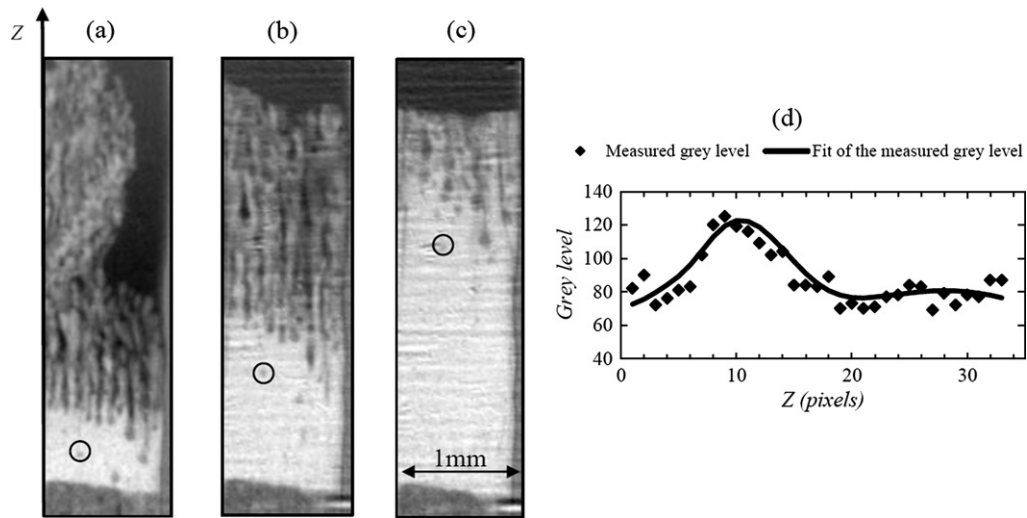 Z
(a)
(b)
(c)
1mm
(d)
Measured grey level
Fit of the measured grey level
Grey level
140
120
100
80
60
40
0
10
20
30
Z (pixels)